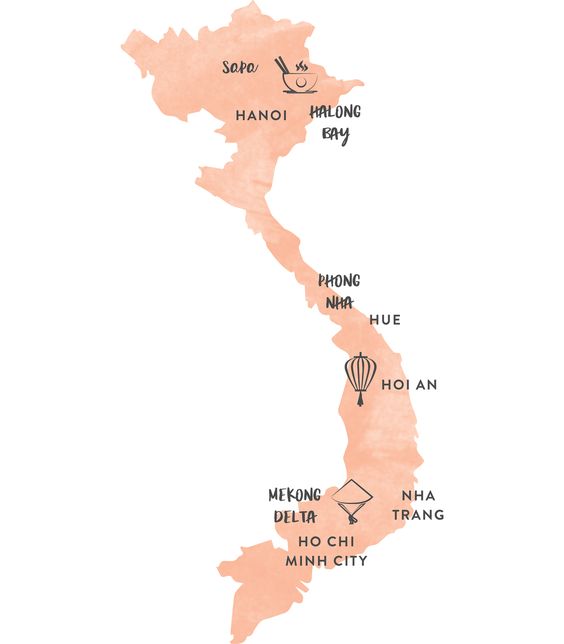 Sapa
HANOI
HALONG
BAY
PHONG
NHA
HUE
HOI AN
MEKONG
DELTA
NHA
TRANG
HO CHI
MINH CITY